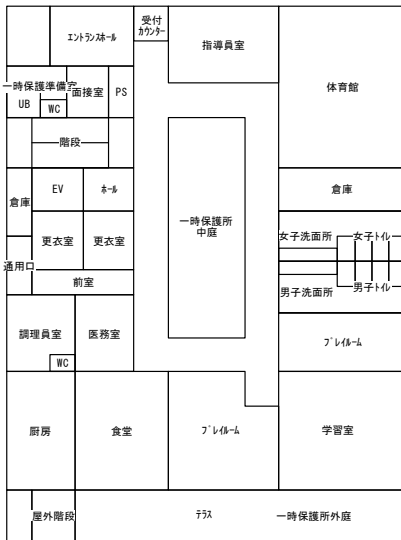 エントランスホール
受付
カウンター
指導員室
体育館
一時保護準備室
面接室
PS
UB
WC
階段
倉庫
EV
ホール
倉庫
一時保護所
中庭
更衣室
更衣室
女子洗面所
女子トイレ
通用口
前室
男子洗面所
男子トイレ
調理員室
医務室
プレイルーム
WC
厨房
食堂
プレイルーム
学習室
屋外階段
テラス
一時保護所外庭